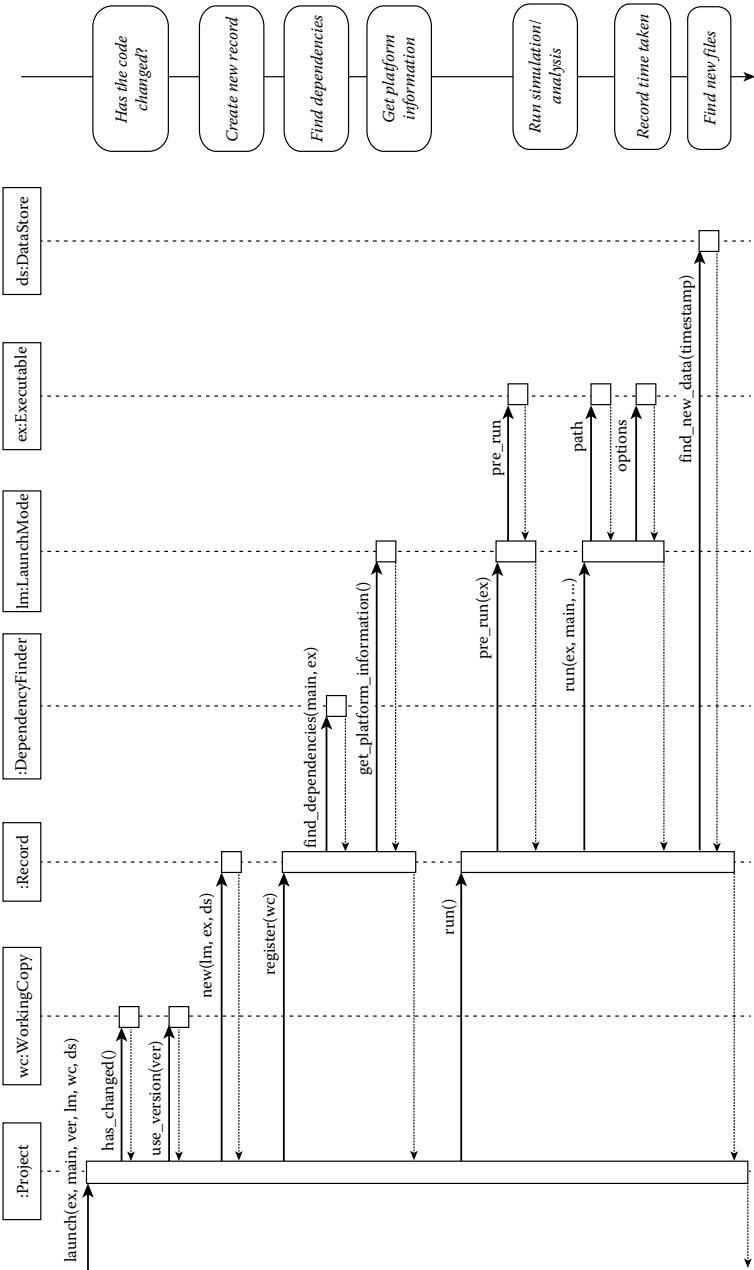 Has the code
changed?
Create new record
Find dependencies
Get platform
information
Run simulation/
analysis
Record time taken
Find new files
:Project
wc:WorkingCopy
:Record
:DependencyFinder
lm:LaunchMode
ex:Executable
ds:DataStore
launch(ex, main, ver, lm, wc, ds)
has_changed()
use_version(ver)
new(lm, ex, ds)
register(wc)
find_dependencies(main, ex)
get_platform_information()
run()
pre_run(ex)
pre_run
run(ex, main, ...)
path
options
find_new_data(timestamp)